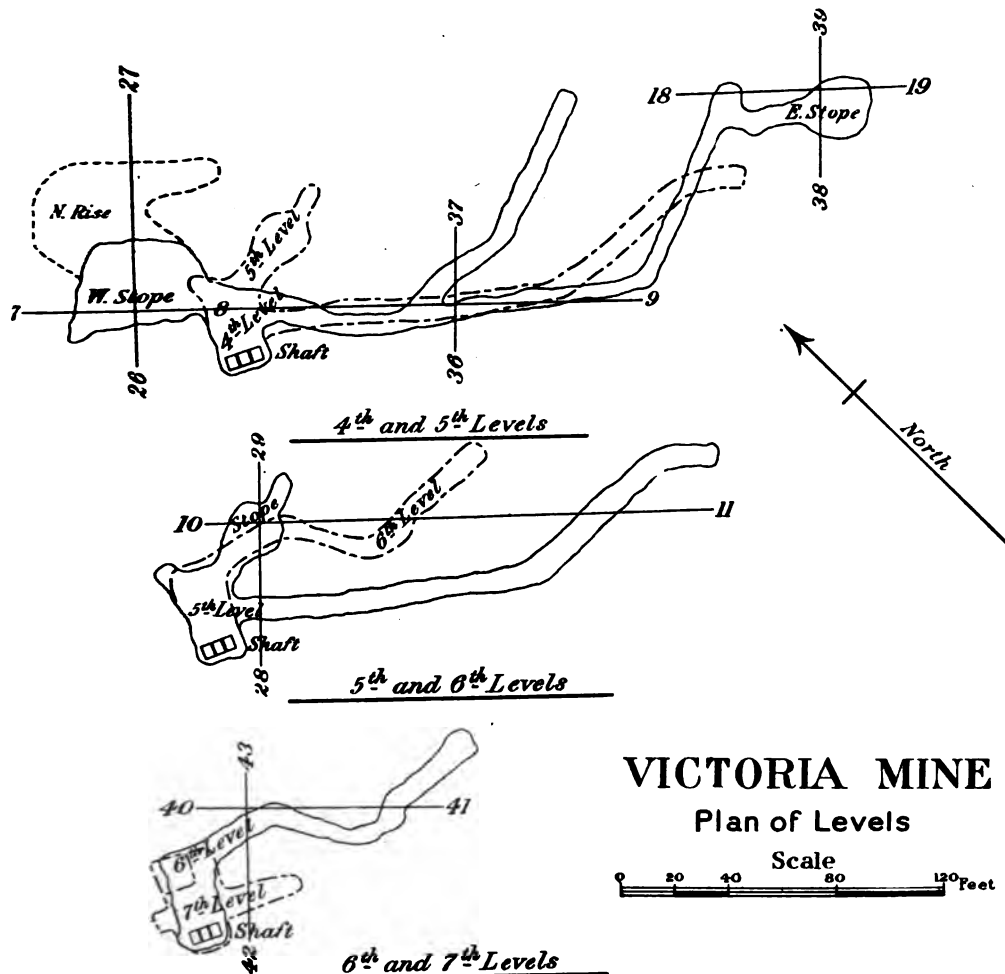 27
39
18
19
E. Stope
N. Rise
5th Level
37
38
W. Stope
7
8
9
4th Level
Shaft
26
36
4th and 5th Levels
North
29
Stope
6th Level
10
11
5th Level
Shaft
28
5th and 6th Levels
43
40
41
6th Level
7th Level
Shaft
42
6th and 7th Levels
VICTORIA MINE
Plan of Levels
Scale
0 20 40 80 120 Feet